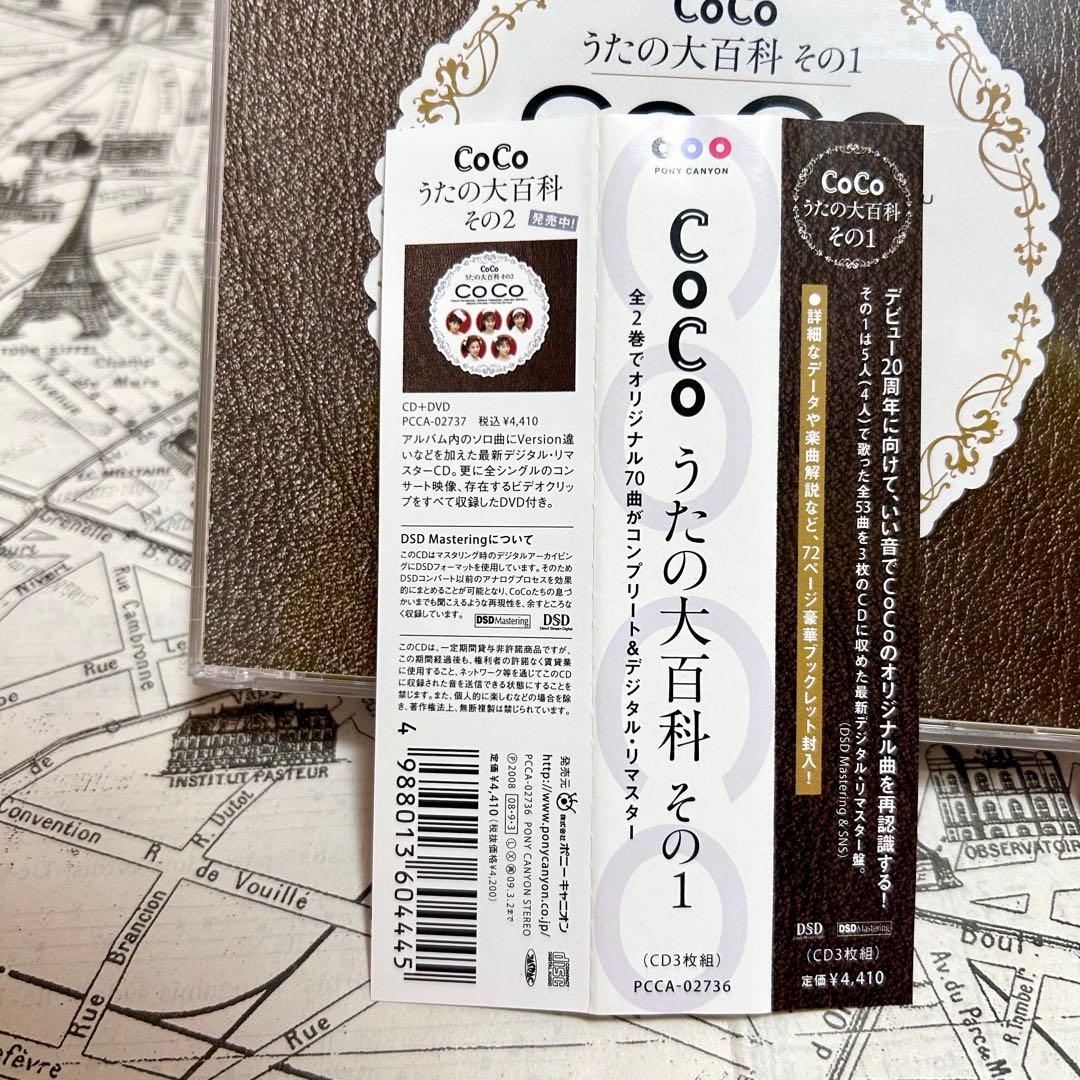 CoCo
うたの大百科 その1
CoCo
うたの大百科
その2 発売中!
CoCo
うたの大百科 その2
CoCo
CD+DVD
PCCA-02737 税込¥4,410
アルバム内のソロ曲にVersion違
いなどを加えた最新デジタル・リマ
スターCD。更に全シングルのコン
サート映像、存在するビデオクリッ
プをすべて収録したDVD付き。
DSD Masteringについて
このCDはマスタリング時のデジタルアーカイビン
グにDSDフォーマットを使用しています。そのため
DSDコンバート以前のアナログプロセスを効果
的にまとめることが可能となり、CoCoたちの息づ
かいまでも聞こえるような再現性を、余すところな
く収録しています。
DSDMastering DSD
Direct Stream Digital
このCDは、一定期間貸与非許諾商品ですが、
この期間経過後も、権利者の許諾なく賃貸業
に使用すること、ネットワーク等を通じてこのCD
に収録された音を送信できる状態にすることを
禁じます。また、個人的に楽しむなどの場合を除
き、著作権法上、無断複製は禁じられています。
4 988013 604445
発売元 株式会社ポニーキャニオン
http://www.ponycanyon.co.jp/
PCCA-02736 PONY CANYON STEREO
Ⓟ2008 08・9・3 Ⓛ Ⓧ 09.3.2まで
定価¥4,410(税抜価格¥4,200)
COMPACT
disc
DIGITAL AUDIO
PONY CANYON
CoCo うたの大百科 その1
全2巻でオリジナル70曲がコンプリート&デジタル・リマスター
(CD3枚組)
PCCA-02736
CoCo
うたの大百科
その1
デビュー20周年に向けて、いい音でCoCoのオリジナル曲を再認識する!
その1は5人(4人)で歌った全53曲を3枚のCDに収めた最新デジタル・リマスター盤。
(DSD Mastering & SNS)
●詳細なデータや楽曲解説など、72ページ豪華ブックレット封入!
DSD DSDMastering
(CD3枚組)
定価¥4,410
Rue
Cambronne
Rue
INSTITUT PASTEUR
Convention
R. Dutot
R.
de Vouillé
Brancion
Rue
OBSERVATOIRE
Av. du Parc de M